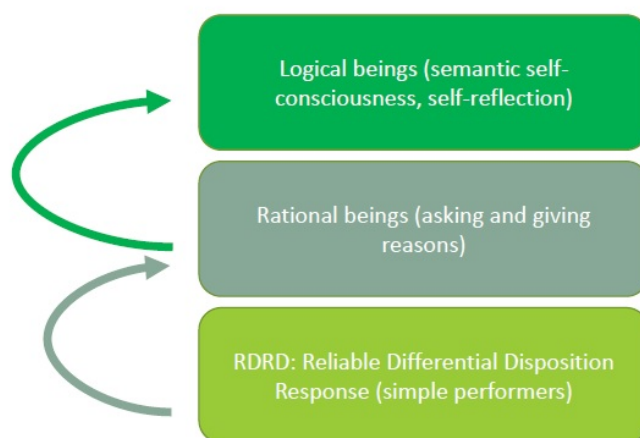 Logical beings (semantic self-
consciousness, self-reflection)
Rational beings (asking and giving
reasons)
RDRD: Reliable Differential Disposition
Response (simple performers)